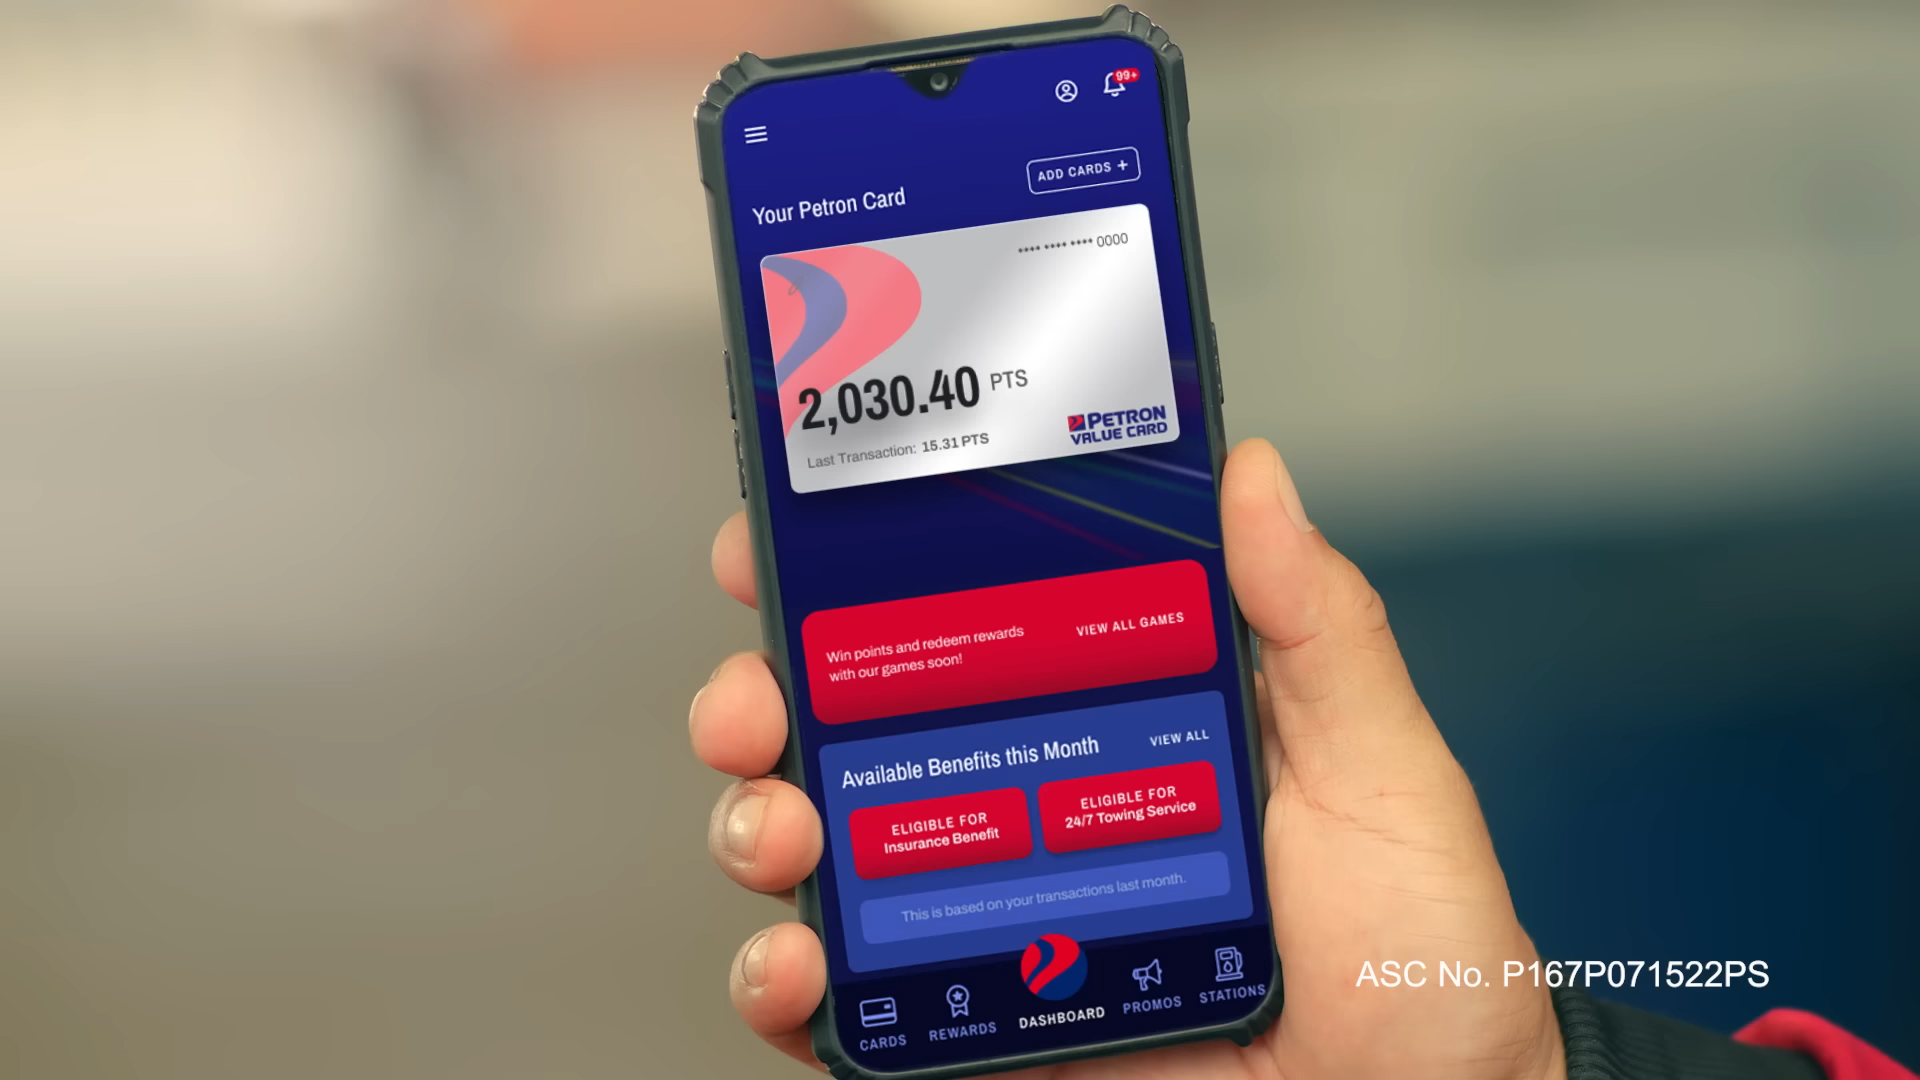 99+
ADD CARDS +
Your Petron Card
**** **** **** 0000
2,030.40 PTS
Last Transaction: 15.31 PTS
PETRON
VALUE CARD
Win points and redeem rewards
with our games soon!
VIEW ALL GAMES
Available Benefits this Month
VIEW ALL
ELIGIBLE FOR
Insurance Benefit
ELIGIBLE FOR
24/7 Towing Service
This is based on your transactions last month.
CARDS
REWARDS
DASHBOARD
PROMOS
STATIONS
ASC No. P167P071522PS